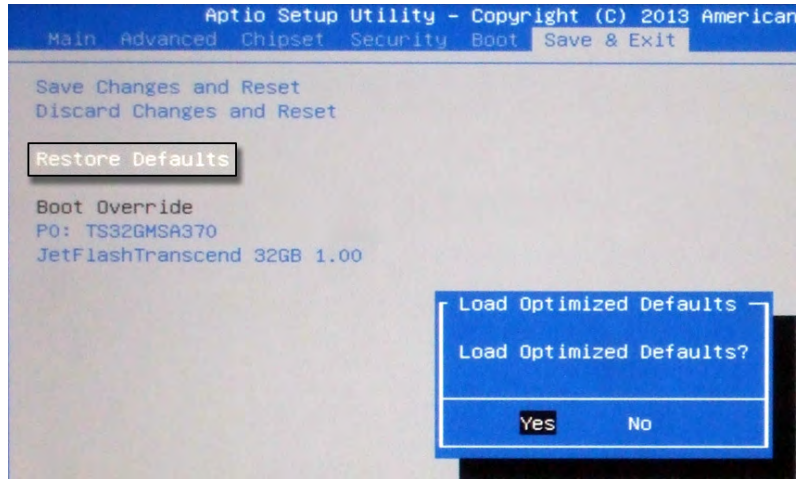 Aptio Setup Utility – Copyright (C) 2013 American
Main Advanced Chipset Security Boot Save & Exit
Save Changes and Reset
Discard Changes and Reset
Restore Defaults
Boot Override
P0: TS32GMSA370
JetFlashTranscend 32GB 1.00
Load Optimized Defaults
Load Optimized Defaults?
Yes No